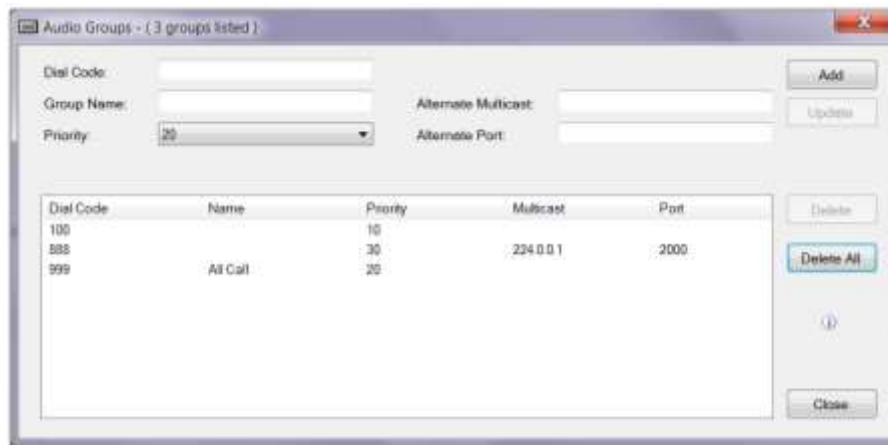 Audio Groups - ( 3 groups listed )
Dial Code:
Add
Group Name:
Alternate Multicast:
Update
Priority:
20
Alternate Port:
Dial Code Name Priority Multicast Port
Delete
100 10
888 30 224.0.0.1 2000
999 All Call 20
Delete All
Close